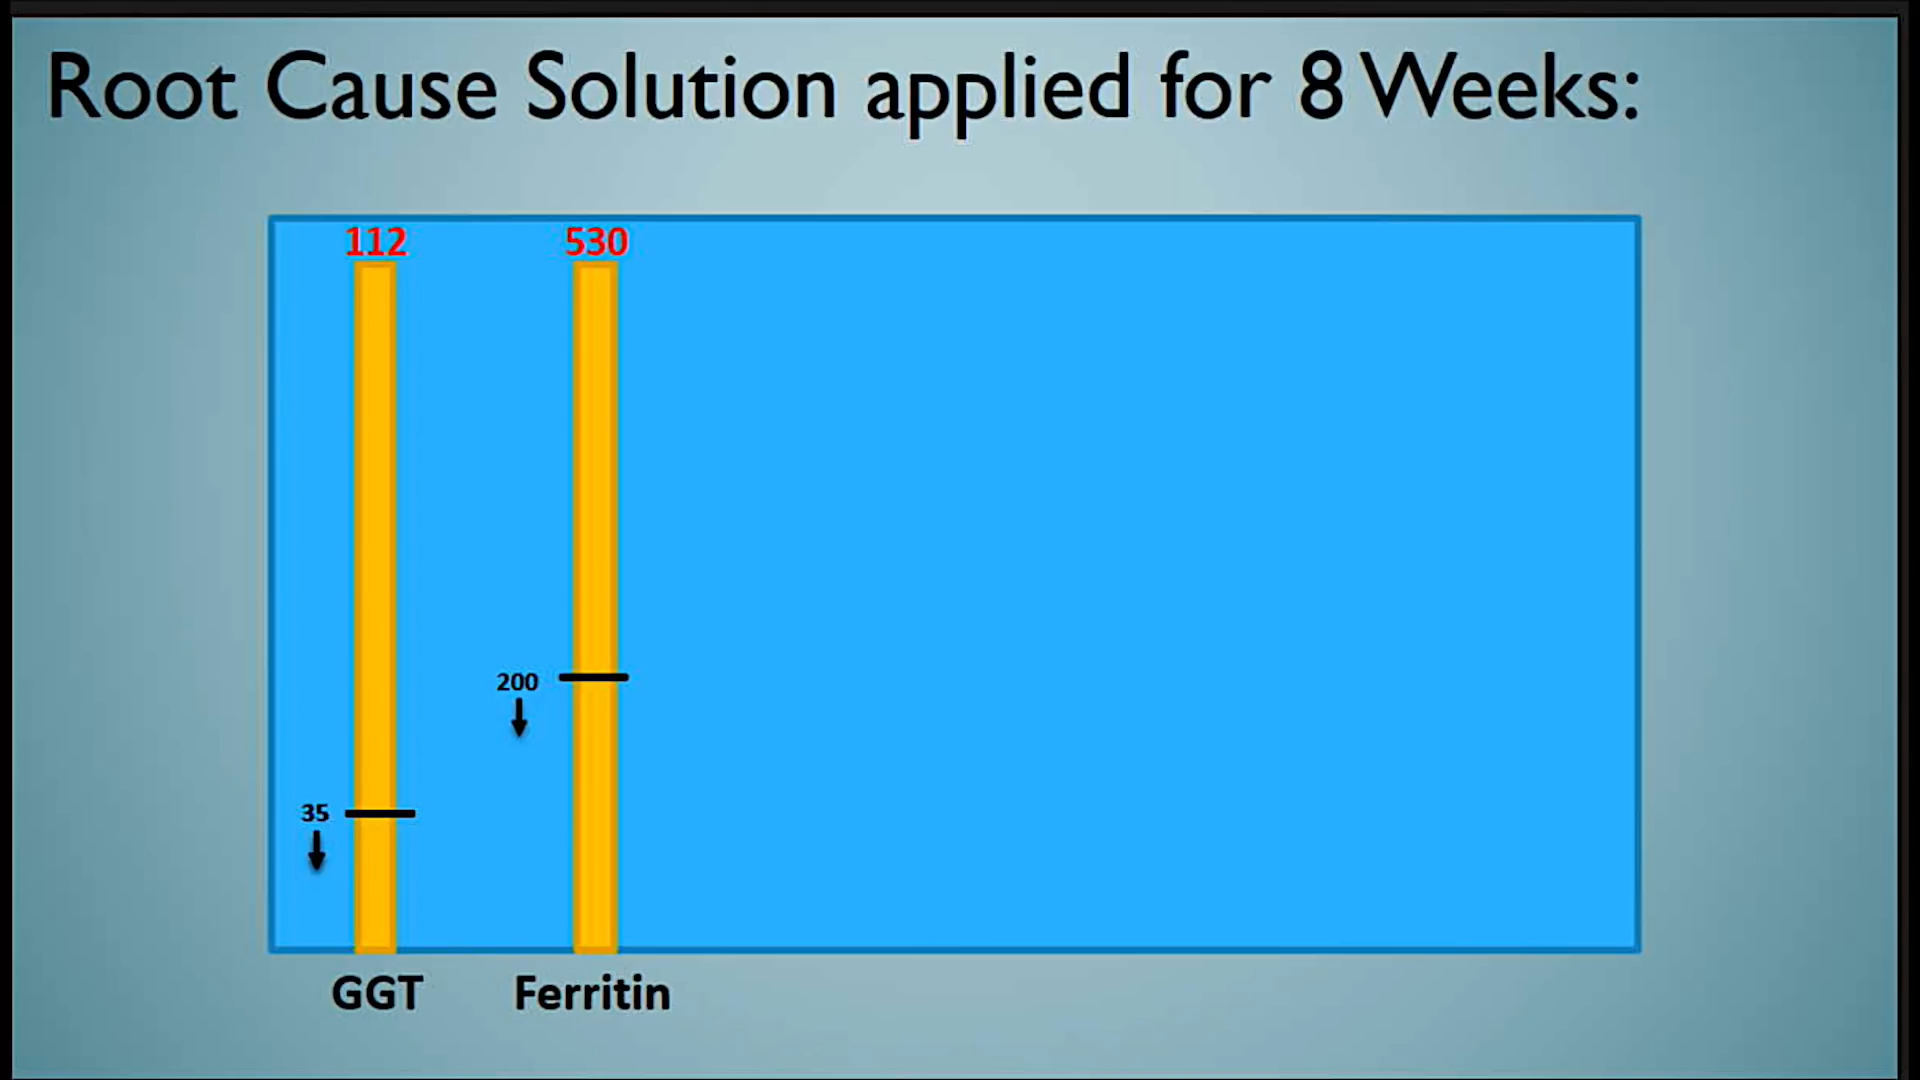 Root Cause Solution applied for 8 Weeks:
112
530
200
35
GGT
Ferritin